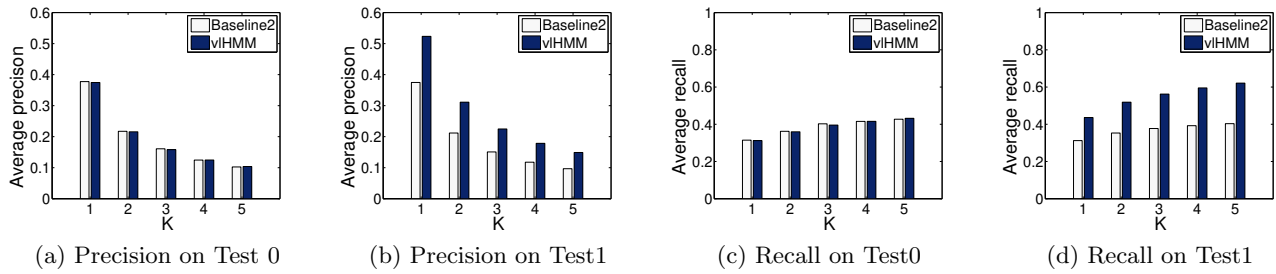 Average precison
0.6
0.5
0.4
0.3
0.2
0.1
0
1 2 3 4 5
K
Baseline2
vlHMM
(a) Precision on Test 0
Average precision
0.6
0.5
0.4
0.3
0.2
0.1
0
1 2 3 4 5
K
Baseline2
vlHMM
(b) Precision on Test1
Average recall
1
0.8
0.6
0.4
0.2
0
1 2 3 4 5
K
Baseline2
vlHMM
(c) Recall on Test0
Average recall
1
0.8
0.6
0.4
0.2
0
1 2 3 4 5
K
Baseline2
vlHMM
(d) Recall on Test1